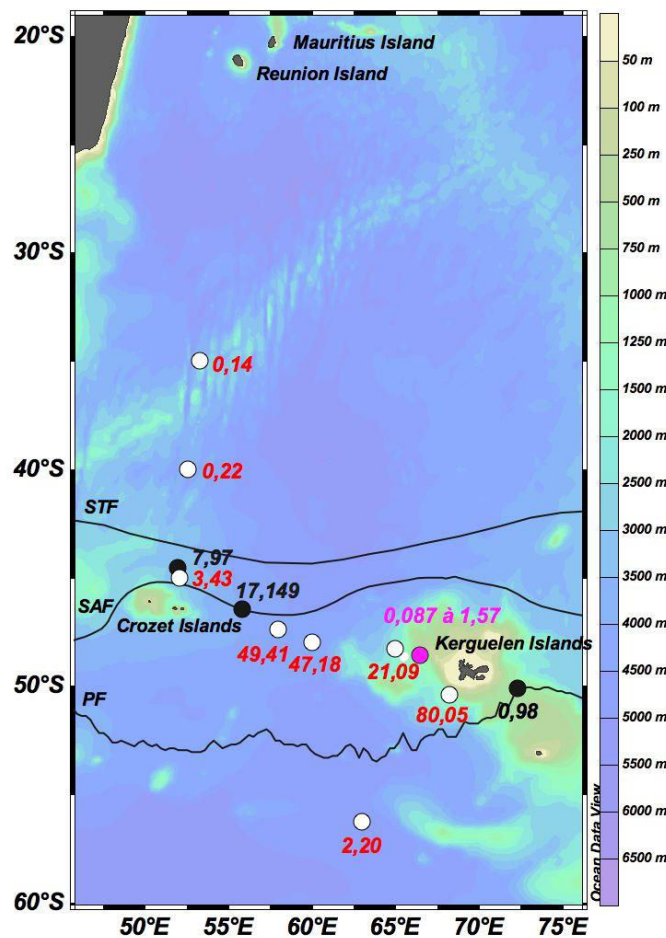 20°S
Mauritius Island
Reunion Island
30°S
0,14
40°S
0,22
STF
7,97
3,43
SAF
17,149
Crozet Islands
0,087 à 1,57
Kerguelen Islands
49,41
47,18
21,09
50°S
PF
80,05
0,98
2,20
60°S
50°E
55°E
60°E
65°E
70°E
75°E
50 m
100 m
250 m
500 m
750 m
1000 m
1500 m
2000 m
2500 m
3000 m
3500 m
4000 m
4500 m
5000 m
5500 m
6000 m
6500 m
Ocean Data View